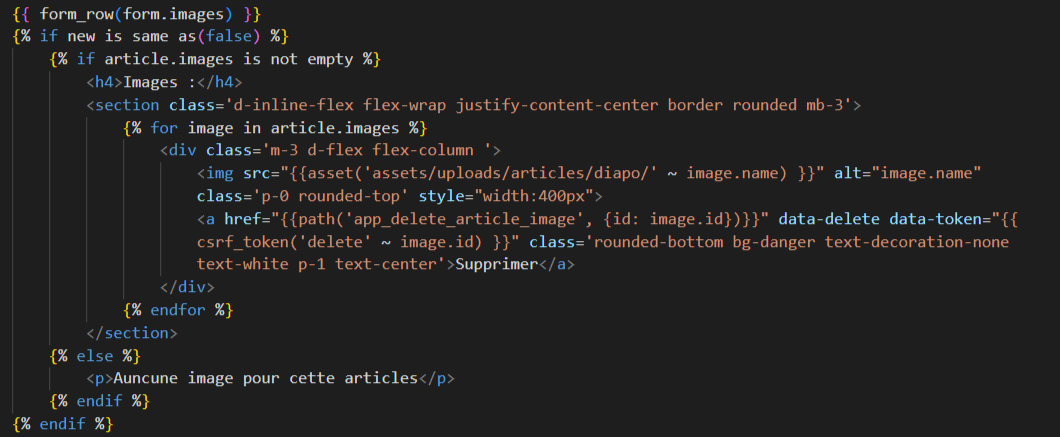 {{ form_row(form.images) }}
{% if new is same as(false) %}
{% if article.images is not empty %}
<h4>Images :</h4>
<section class='d-inline-flex flex-wrap justify-content-center border rounded mb-3'>
{% for image in article.images %}
<div class='m-3 d-flex flex-column '>
<img src="{{asset('assets/uploads/articles/diapo/' ~ image.name) }}" alt="image.name"
class='p-0 rounded-top' style="width:400px">
<a href="{{path('app_delete_article_image', {id: image.id})}}" data-delete data-token="{{
csrf_token('delete' ~ image.id) }}" class='rounded-bottom bg-danger text-decoration-none
text-white p-1 text-center'>Supprimer</a>
</div>
{% endfor %}
</section>
{% else %}
<p>Auncune image pour cette articles</p>
{% endif %}
{% endif %}